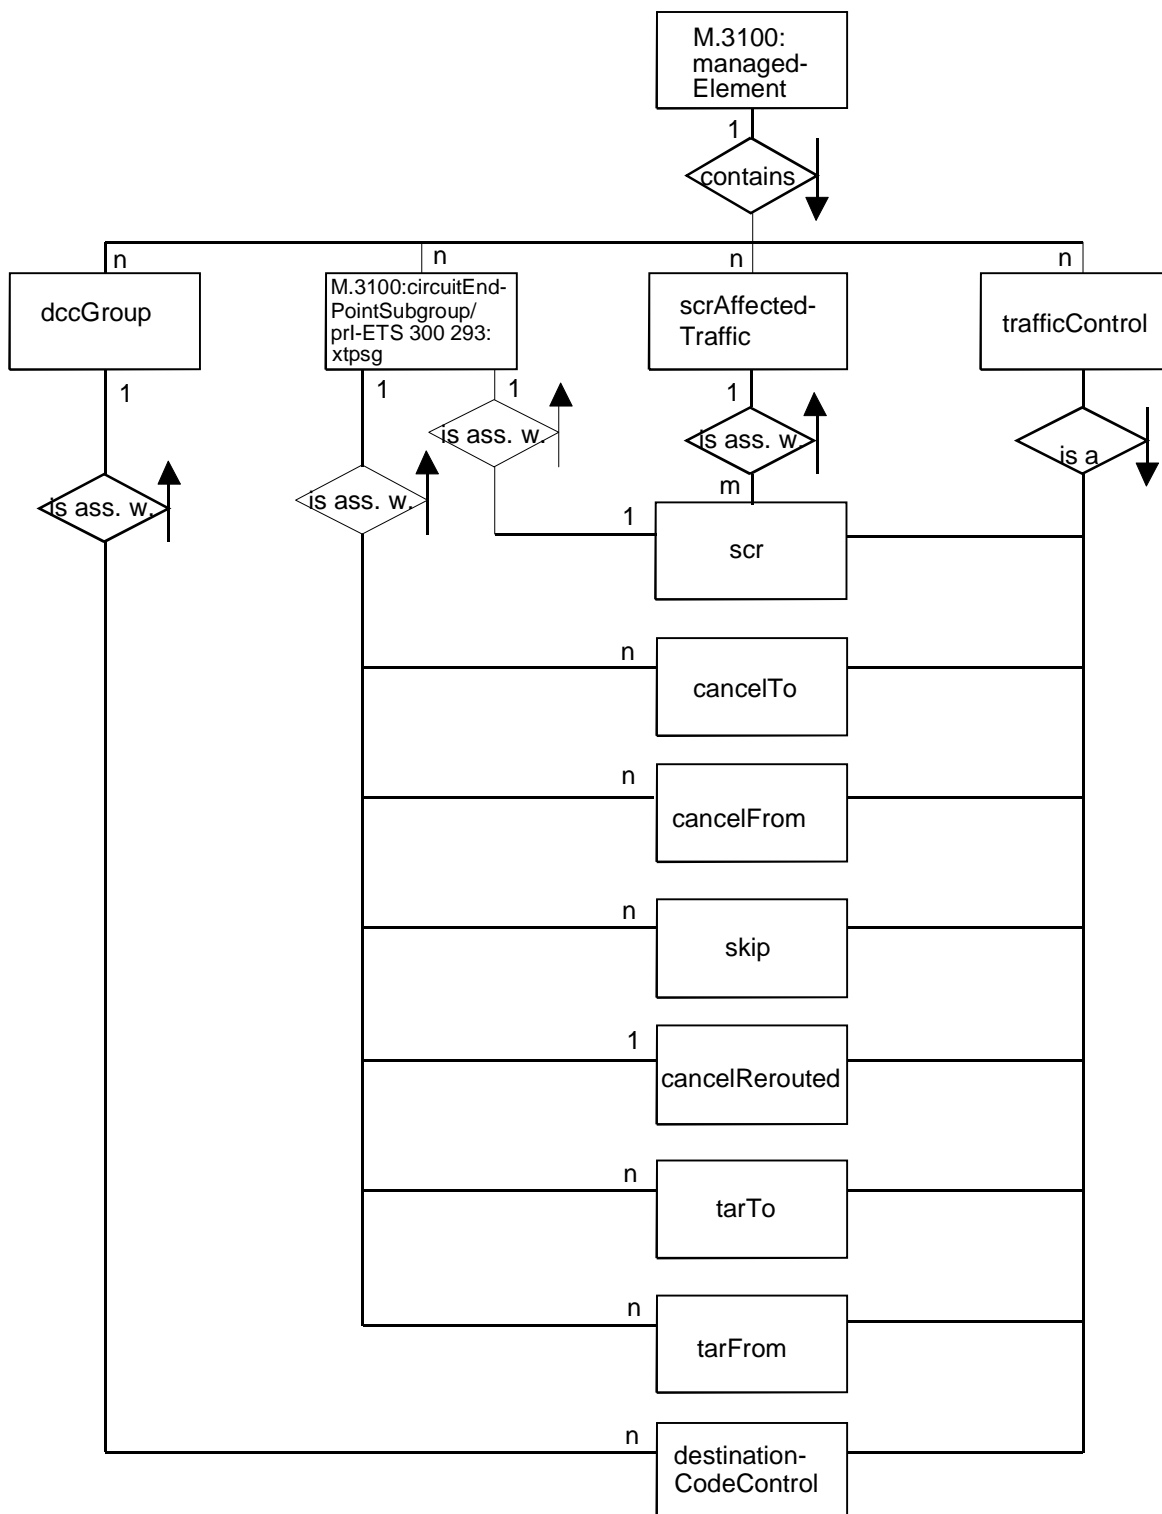 M.3100:
managed-
Element
1
contains
n
n
n
n
dccGroup
M.3100:circuitEnd-
PointSubgroup/
prI-ETS 300 293:
xtpsg
scrAffected-
Traffic
trafficControl
1
1
1
1
is ass. w.
is ass. w.
is a
is ass. w.
is ass. w.
m
1
scr
n
cancelTo
n
cancelFrom
n
skip
1
cancelRerouted
n
tarTo
n
tarFrom
n
destination-
CodeControl